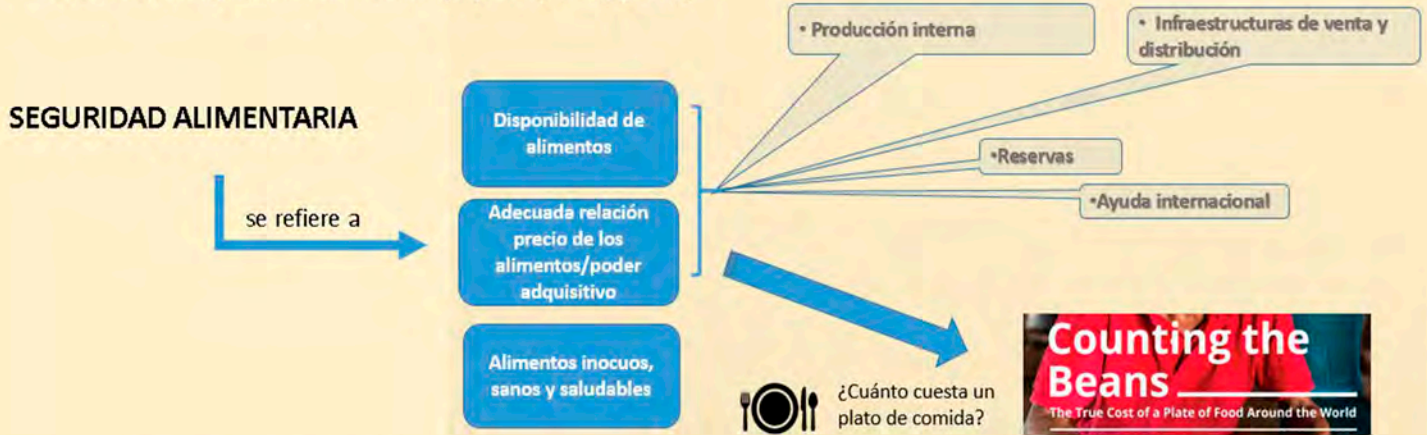 • Producción interna
• Infraestructuras de venta y
distribución
SEGURIDAD ALIMENTARIA
Disponibilidad de
alimentos
•Reservas
•Ayuda internacional
se refiere a
Adecuada relación
precio de los
alimentos/poder
adquisitivo
Alimentos inocuos,
sanos y saludables
¿Cuánto cuesta un
plato de comida?
Counting the
Beans
The True Cost of a Plate of Food Around the World